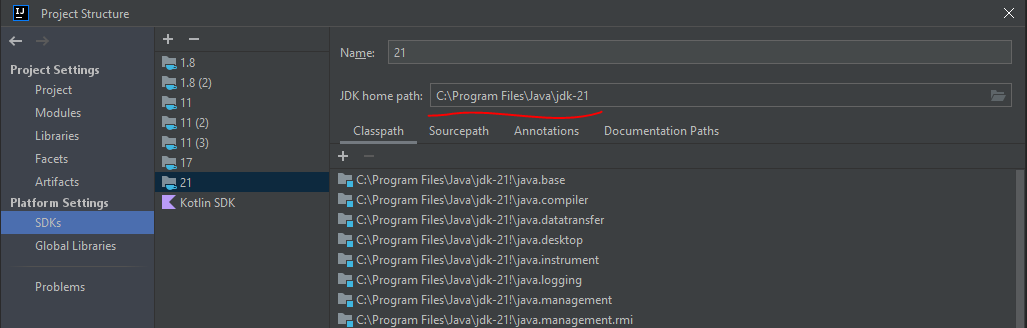 IJ Project Structure
Project Settings
Project
Modules
Libraries
Facets
Artifacts
Platform Settings
SDKs
Global Libraries
Problems
1.8
1.8 (2)
11
11 (2)
11 (3)
17
21
Kotlin SDK
Name: 21
JDK home path: C:\Program Files\Java\jdk-21
Classpath Sourcepath Annotations Documentation Paths
C:\Program Files\Java\jdk-21!\java.base
C:\Program Files\Java\jdk-21!\java.compiler
C:\Program Files\Java\jdk-21!\java.datatransfer
C:\Program Files\Java\jdk-21!\java.desktop
C:\Program Files\Java\jdk-21!\java.instrument
C:\Program Files\Java\jdk-21!\java.logging
C:\Program Files\Java\jdk-21!\java.management
C:\Program Files\Java\jdk-21!\java.management.rmi